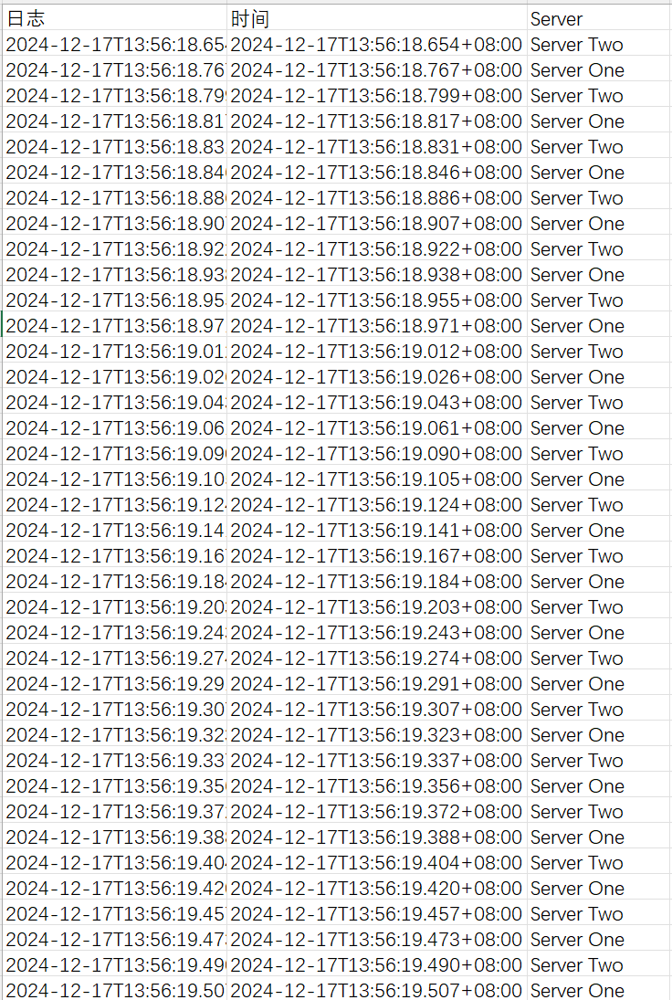 日志 时间 Server
2024-12-17T13:56:18.654 2024-12-17T13:56:18.654+08:00 Server Two
2024-12-17T13:56:18.76 2024-12-17T13:56:18.767+08:00 Server One
2024-12-17T13:56:18.799 2024-12-17T13:56:18.799+08:00 Server Two
2024-12-17T13:56:18.81 2024-12-17T13:56:18.817+08:00 Server One
2024-12-17T13:56:18.83 2024-12-17T13:56:18.831+08:00 Server Two
2024-12-17T13:56:18.846 2024-12-17T13:56:18.846+08:00 Server One
2024-12-17T13:56:18.886 2024-12-17T13:56:18.886+08:00 Server Two
2024-12-17T13:56:18.90 2024-12-17T13:56:18.907+08:00 Server One
2024-12-17T13:56:18.922 2024-12-17T13:56:18.922+08:00 Server Two
2024-12-17T13:56:18.938 2024-12-17T13:56:18.938+08:00 Server One
2024-12-17T13:56:18.955 2024-12-17T13:56:18.955+08:00 Server Two
2024-12-17T13:56:18.97 2024-12-17T13:56:18.971+08:00 Server One
2024-12-17T13:56:19.012 2024-12-17T13:56:19.012+08:00 Server Two
2024-12-17T13:56:19.026 2024-12-17T13:56:19.026+08:00 Server One
2024-12-17T13:56:19.043 2024-12-17T13:56:19.043+08:00 Server Two
2024-12-17T13:56:19.06 2024-12-17T13:56:19.061+08:00 Server One
2024-12-17T13:56:19.090 2024-12-17T13:56:19.090+08:00 Server Two
2024-12-17T13:56:19.105 2024-12-17T13:56:19.105+08:00 Server One
2024-12-17T13:56:19.124 2024-12-17T13:56:19.124+08:00 Server Two
2024-12-17T13:56:19.14 2024-12-17T13:56:19.141+08:00 Server One
2024-12-17T13:56:19.16 2024-12-17T13:56:19.167+08:00 Server Two
2024-12-17T13:56:19.184 2024-12-17T13:56:19.184+08:00 Server One
2024-12-17T13:56:19.203 2024-12-17T13:56:19.203+08:00 Server Two
2024-12-17T13:56:19.243 2024-12-17T13:56:19.243+08:00 Server One
2024-12-17T13:56:19.274 2024-12-17T13:56:19.274+08:00 Server Two
2024-12-17T13:56:19.29 2024-12-17T13:56:19.291+08:00 Server One
2024-12-17T13:56:19.30 2024-12-17T13:56:19.307+08:00 Server Two
2024-12-17T13:56:19.323 2024-12-17T13:56:19.323+08:00 Server One
2024-12-17T13:56:19.33 2024-12-17T13:56:19.337+08:00 Server Two
2024-12-17T13:56:19.356 2024-12-17T13:56:19.356+08:00 Server One
2024-12-17T13:56:19.372 2024-12-17T13:56:19.372+08:00 Server Two
2024-12-17T13:56:19.388 2024-12-17T13:56:19.388+08:00 Server One
2024-12-17T13:56:19.404 2024-12-17T13:56:19.404+08:00 Server Two
2024-12-17T13:56:19.420 2024-12-17T13:56:19.420+08:00 Server One
2024-12-17T13:56:19.45 2024-12-17T13:56:19.457+08:00 Server Two
2024-12-17T13:56:19.473 2024-12-17T13:56:19.473+08:00 Server One
2024-12-17T13:56:19.490 2024-12-17T13:56:19.490+08:00 Server Two
2024-12-17T13:56:19.50 2024-12-17T13:56:19.507+08:00 Server One